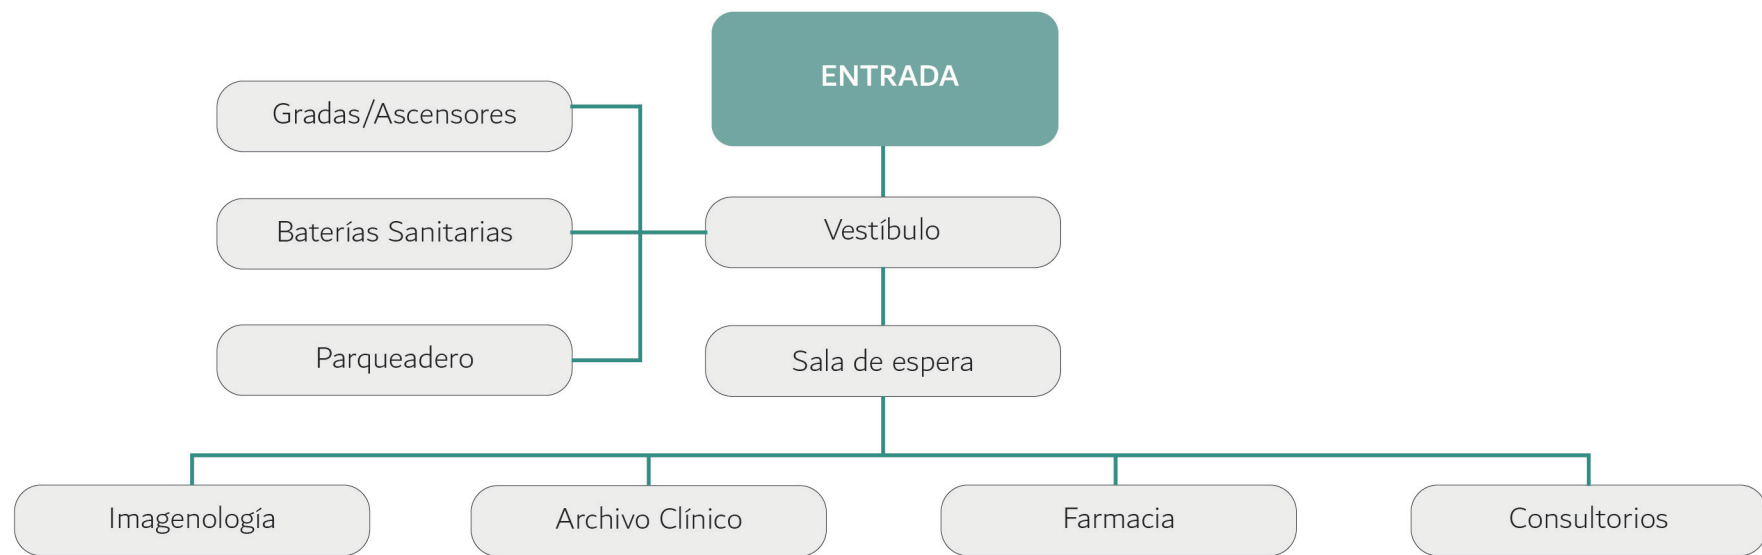 ENTRADA
Gradas/Ascensores
Baterías Sanitarias
Vestíbulo
Parqueadero
Sala de espera
Imagenología
Archivo Clínico
Farmacia
Consultorios